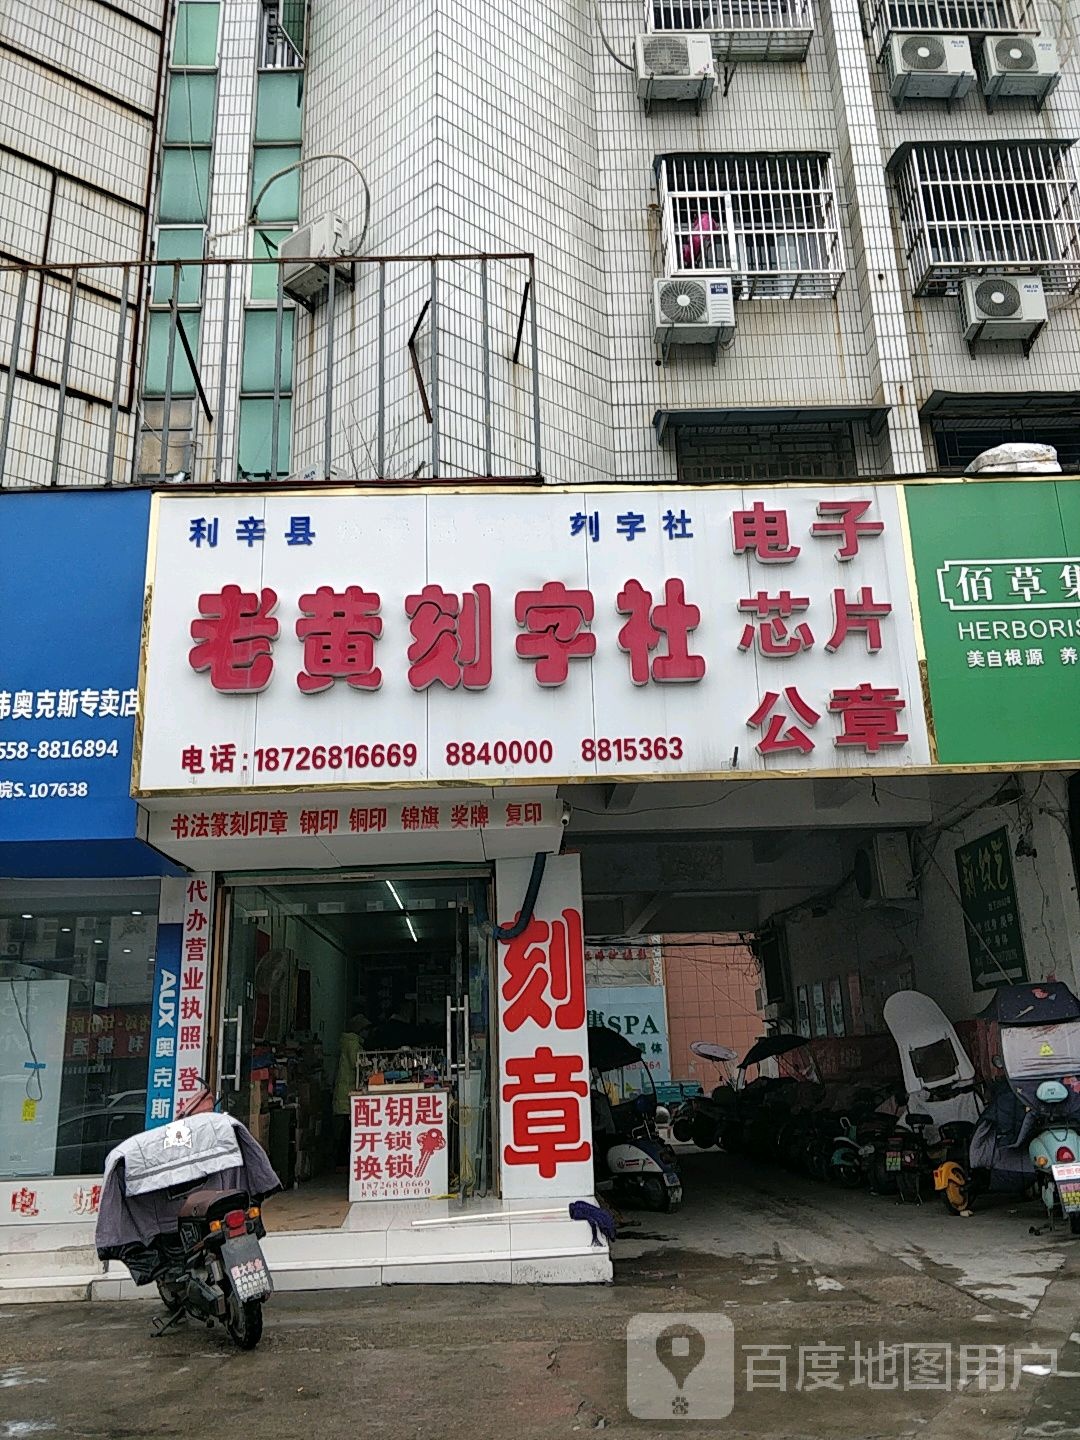 利辛县 刻字社
老黄刻字社
电话:18726816669 8840000 8815363
电子
芯片
公章
奥克斯专卖店
558-8816894
S.107638
佰草集
HERBORIS
美自根源 养
书法篆刻印章 钢印 铜印 锦旗 奖牌 复印
代办营业执照 登
AUX 奥克斯
刻章
配钥匙
开锁
换锁
18726816669
8840000
SPA
百度地图用户